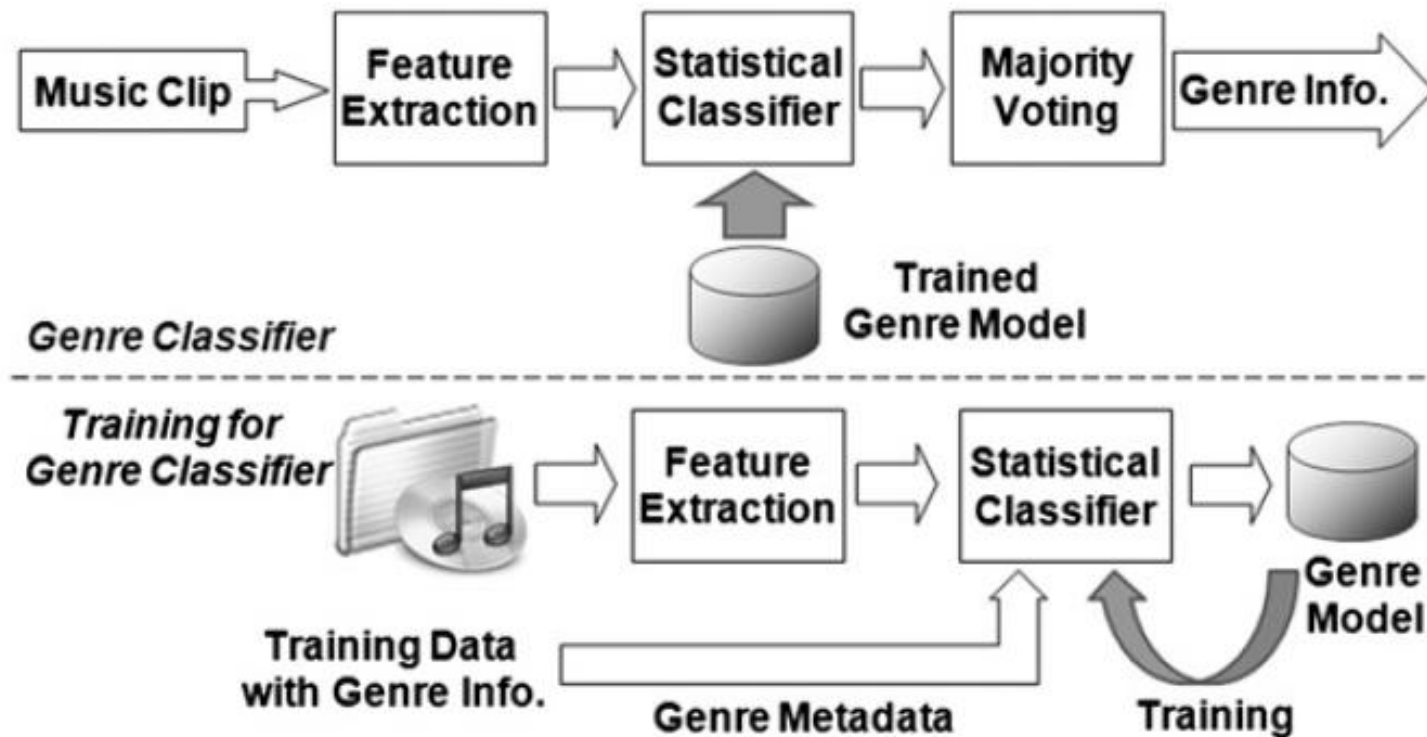 Music Clip
Feature
Extraction
Statistical
Classifier
Majority
Voting
Genre Info.
Trained
Genre Model
Genre Classifier
Training for
Genre Classifier
Feature
Extraction
Statistical
Classifier
Genre
Model
Training Data
with Genre Info.
Genre Metadata
Training